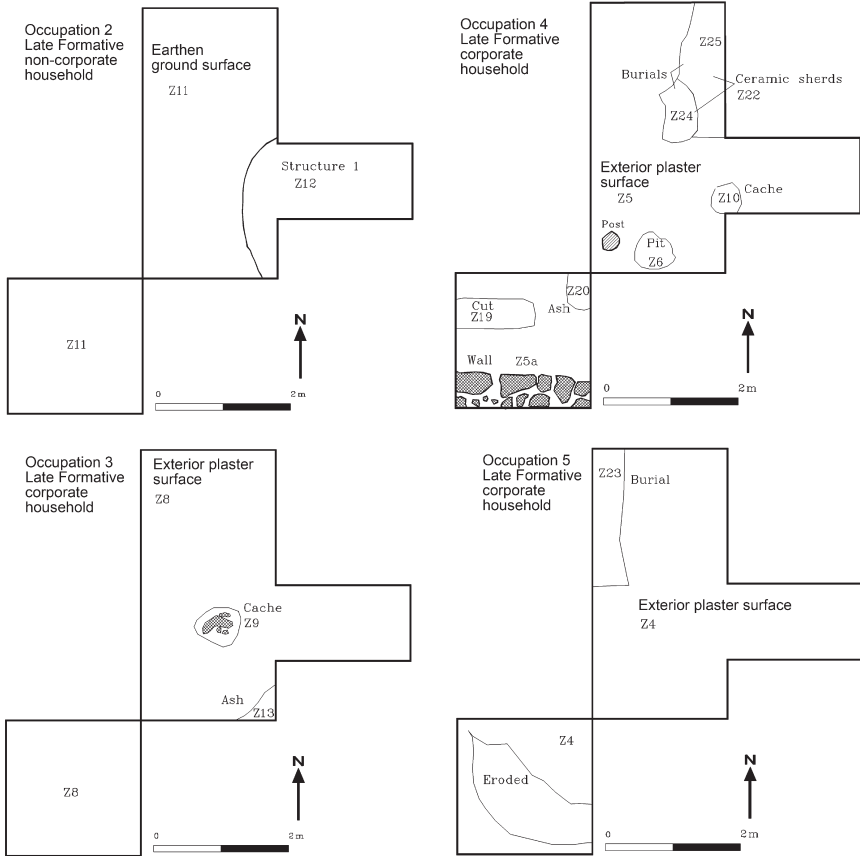 Occupation 2
Late Formative
non-corporate
household
Earthen
ground surface
Z11
Structure 1
Z12
Z11
N
0
2m
Occupation 4
Late Formative
corporate
household
Z25
Burials
Ceramic sherds
Z22
Z24
Exterior plaster
surface
Z5
Cache
Z10
Post
Pit
Z6
Z20
Cut
Z19
Ash
Wall
Z5a
N
0
2m
Occupation 3
Late Formative
corporate
household
Exterior plaster
surface
Z8
Cache
Z9
Ash
Z13
Z8
N
0
2m
Occupation 5
Late Formative
corporate
household
Z23
Burial
Exterior plaster surface
Z4
Z4
Eroded
N
0
2m